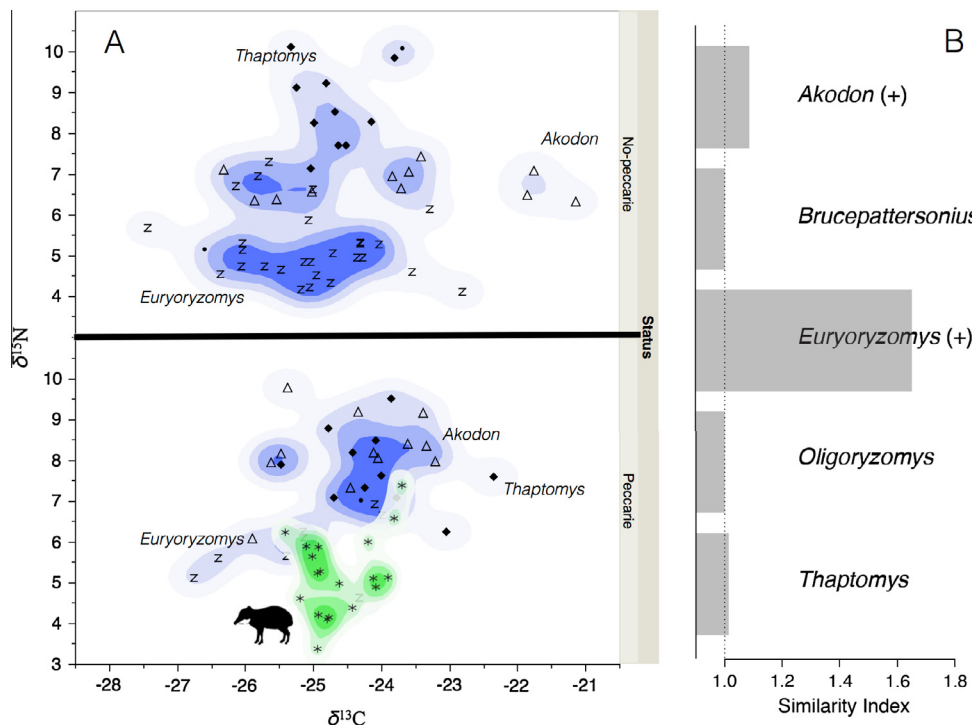 A
B
10
9
8
7
6
5
4
Thaptomys
Akodon
Euryoryzomys
No-peccarie
Status
δ15N
10
9
8
7
6
5
4
3
Akodon
Thaptomys
Euryoryzomys
Peccarie
-28 -27 -26 -25 -24 -23 -22 -21
δ13C
Akodon (+)
Brucepattersonius
Euryoryzomys (+)
Oligoryzomys
Thaptomys
1.0 1.2 1.4 1.6 1.8
Similarity Index